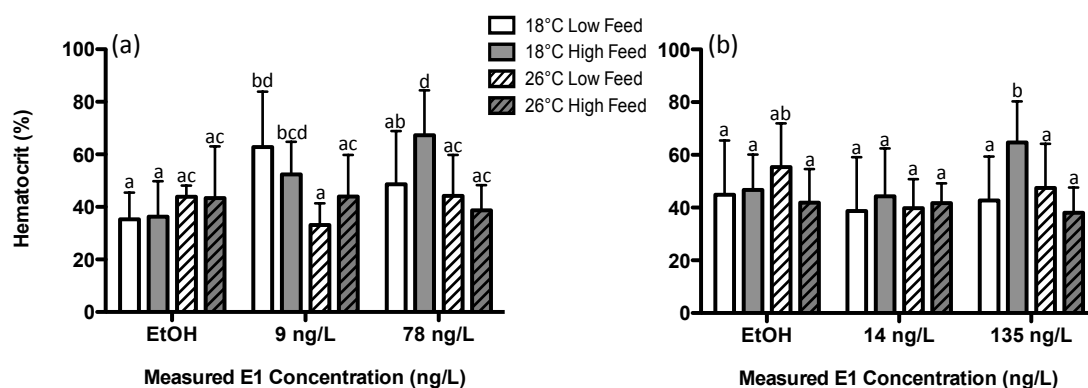 18°C Low Feed
18°C High Feed
26°C Low Feed
26°C High Feed
(a)
Hematocrit (%)
100
80
60
40
20
0
a a ac ac
bd bcd a ac
ab d ac ac
EtOH 9 ng/L 78 ng/L
Measured E1 Concentration (ng/L)
(b)
100
80
60
40
20
0
a a ab a
a a a a
a b a a
EtOH 14 ng/L 135 ng/L
Measured E1 Concentration (ng/L)